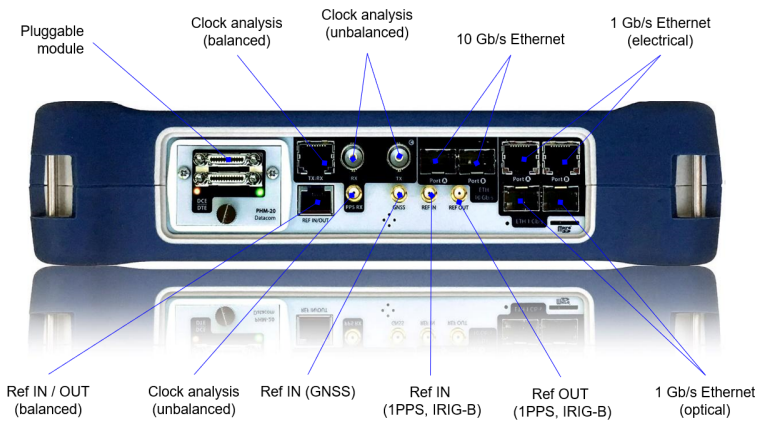 Pluggable
module
Clock analysis
(balanced)
Clock analysis
(unbalanced)
10 Gb/s Ethernet
1 Gb/s Ethernet
(electrical)
TX/RX
RX
TX
Port A
Port B
Port A
Port B
ETH
10 Gb/s
DCE
DTE
PHM-20
Datacom
REF IN/OUT
PPS RX
GNSS
REF IN
REF OUT
Ref IN / OUT
(balanced)
Clock analysis
(unbalanced)
Ref IN (GNSS)
Ref IN
(1PPS, IRIG-B)
Ref OUT
(1PPS, IRIG-B)
1 Gb/s Ethernet
(optical)